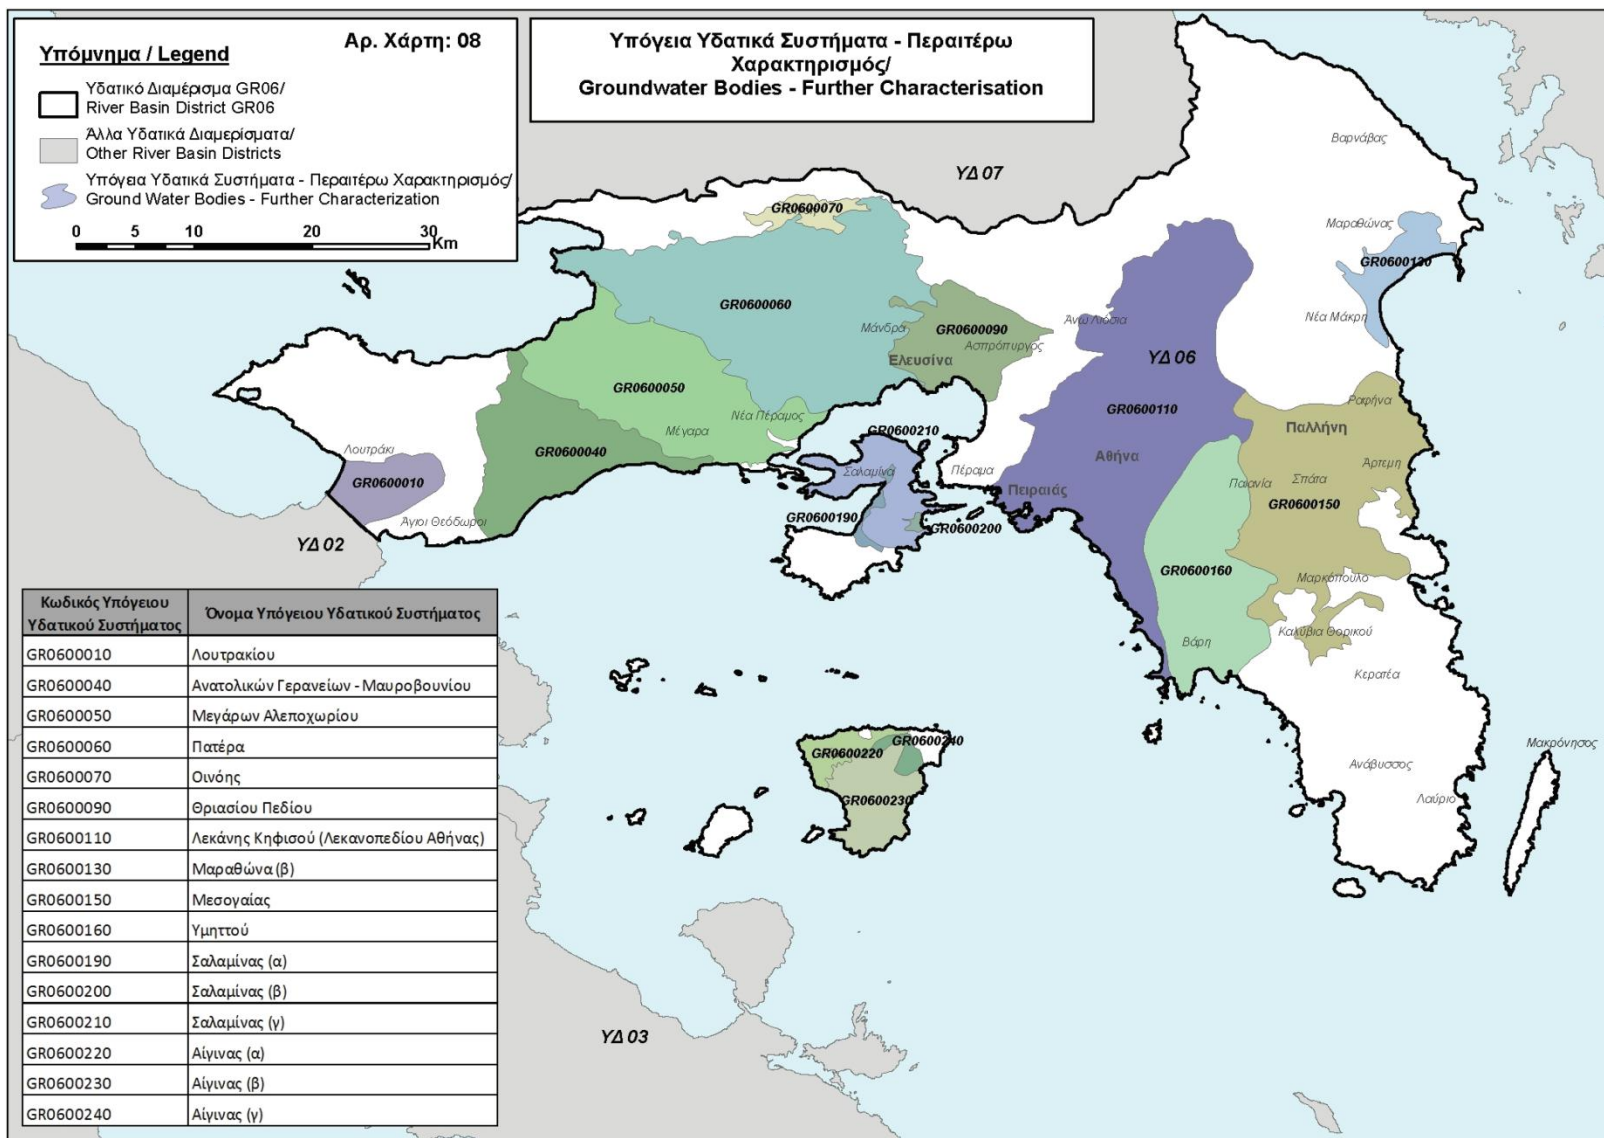 Υπόμνημα / Legend
Αρ. Χάρτη: 08
Υδατικό Διαμέρισμα GR06/
River Basin District GR06
Άλλα Υδατικά Διαμερίσματα/
Other River Basin Districts
Υπόγεια Υδατικά Συστήματα - Περαιτέρω Χαρακτηρισμός/
Ground Water Bodies - Further Characterization
0 5 10 20 30
Km
Υπόγεια Υδατικά Συστήματα - Περαιτέρω
Χαρακτηρισμός/
Groundwater Bodies - Further Characterisation
ΥΔ 07
Βαρνάβας
GR0600070
Μαραθώνας
GR0600130
GR0600060
Νέα Μάκρη
Μάνδρα
GR0600090
Ασπρόπυργος
Άνω Λιόσια
Ελευσίνα
ΥΔ 06
GR0600050
Νέα Πέραμος
GR0600110
Ραφήνα
Μέγαρα
GR0600210
Παλλήνη
Λουτράκι
GR0600040
Αθήνα
Άρτεμη
GR0600010
Σαλαμίνα
Πέραμα
Πειραιάς
Παιανία
Σπάτα
GR0600150
Άγιοι Θεόδωροι
GR0600190
GR0600200
ΥΔ 02
GR0600160
Μαρκόπουλο
Βάρη
Καλύβια Θορικού
Κερατέα
GR0600220
GR0600240
Μακρόνησος
Ανάβυσσος
GR0600230
Λαύριο
ΥΔ 03
Κωδικός Υπόγειου
Υδατικού Συστήματος
Όνομα Υπόγειου Υδατικού Συστήματος
GR0600010 Λουτρακίου
GR0600040 Ανατολικών Γερανείων - Μαυροβουνίου
GR0600050 Μεγάρων Αλεποχωρίου
GR0600060 Πατέρα
GR0600070 Οινόης
GR0600090 Θριασίου Πεδίου
GR0600110 Λεκάνης Κηφισού (Λεκανοπεδίου Αθήνας)
GR0600130 Μαραθώνα (β)
GR0600150 Μεσογαίας
GR0600160 Υμηττού
GR0600190 Σαλαμίνας (α)
GR0600200 Σαλαμίνας (β)
GR0600210 Σαλαμίνας (γ)
GR0600220 Αίγινας (α)
GR0600230 Αίγινας (β)
GR0600240 Αίγινας (γ)